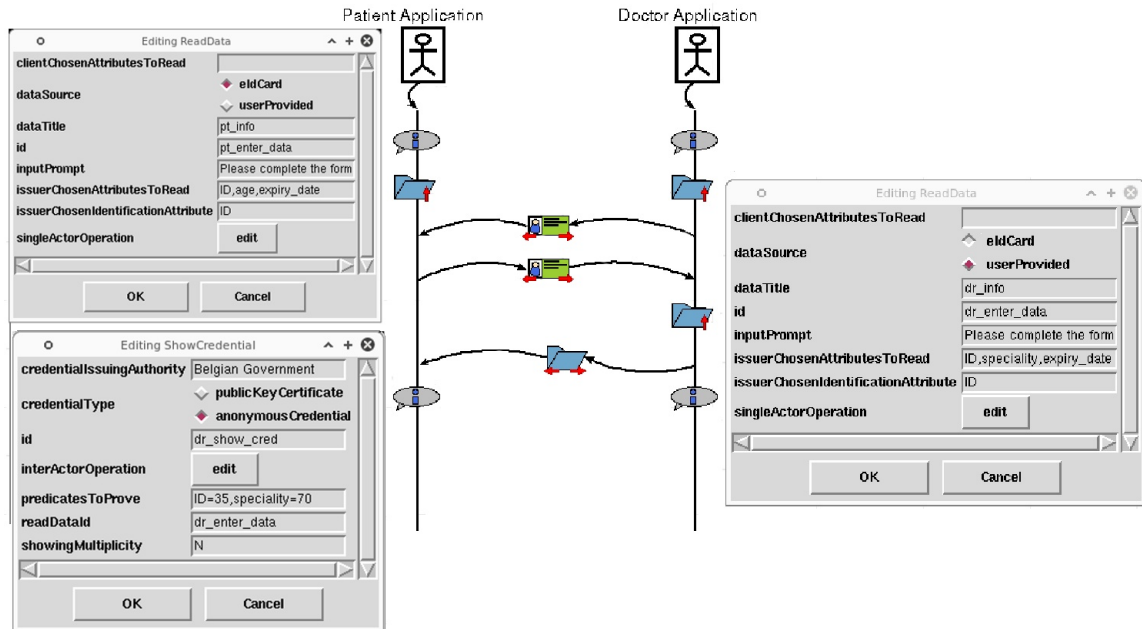 Patient Application
Doctor Application
Editing ReadData
clientChosenAttributesToRead
dataSource
eIdCard
userProvided
dataTitle pt_info
id pt_enter_data
inputPrompt Please complete the form
issuerChosenAttributesToRead ID,age,expiry_date
issuerChosenIdentificationAttribute ID
singleActorOperation edit
OK Cancel
Editing ShowCredential
credentialIssuingAuthority Belgian Government
credentialType
publicKeyCertificate
anonymousCredential
id dr_show_cred
interActorOperation edit
predicatesToProve ID=35,speciality=70
readDataId dr_enter_data
showingMultiplicity N
OK Cancel
Editing ReadData
clientChosenAttributesToRead
dataSource
eIdCard
userProvided
dataTitle dr_info
id dr_enter_data
inputPrompt Please complete the form
issuerChosenAttributesToRead ID,speciality,expiry_date
issuerChosenIdentificationAttribute ID
singleActorOperation edit
OK Cancel